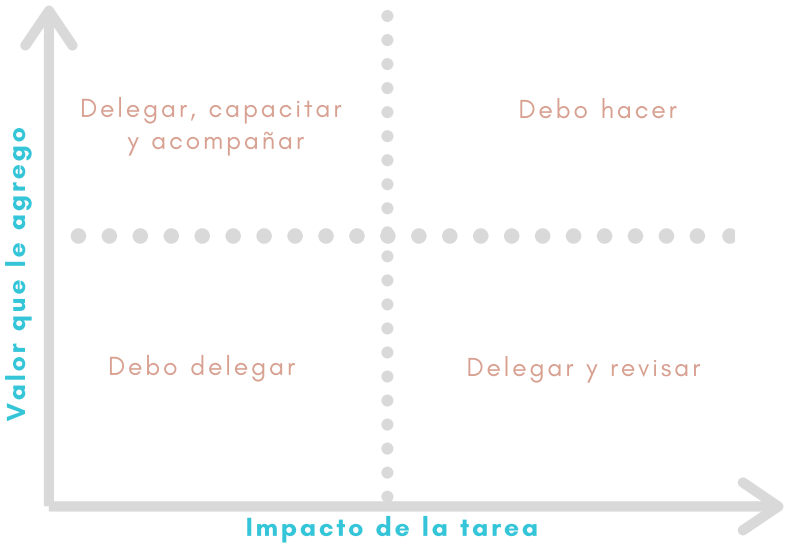 Delegar, capacitar
y acompañar
Debo hacer
Valor que le agrego
Debo delegar
Delegar y revisar
Impacto de la tarea